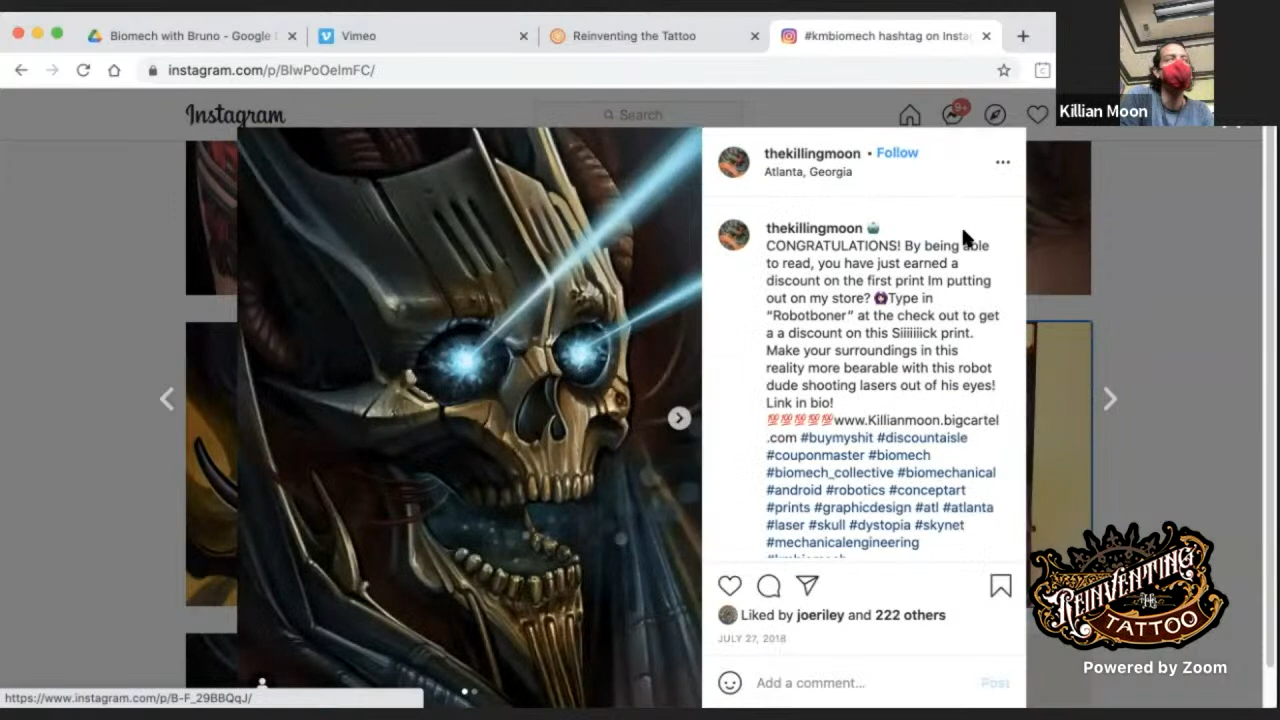 Biomech with Bruno - Google
Vimeo
Reinventing the Tattoo
#kmbiomech hashtag on Insta
instagram.com/p/BlwPoOelmFC/
Killian Moon
Instagram
Search
9+
thekillingmoon • Follow
Atlanta, Georgia
thekillingmoon
CONGRATULATIONS! By being able
to read, you have just earned a
discount on the first print Im putting
out on my store? Type in
“Robotboner” at the check out to get
a a discount on this Siiiiiiick print.
Make your surroundings in this
reality more bearable with this robot
dude shooting lasers out of his eyes!
Link in bio!
💯💯💯💯💯www.Killianmoon.bigcartel
.com #buymyshit #discountaisle
#couponmaster #biomech
#biomech_collective #biomechanical
#android #robotics #conceptart
#prints #graphicdesign #atl #atlanta
#laser #skull #dystopia #skynet
#mechanicalengineering
#kmbiomech
Liked by joeriley and 222 others
JULY 27, 2018
Add a comment...
Post
REINVENTING
THE
TATTOO
Powered by Zoom
https://www.instagram.com/p/B-F_29BBQqJ/